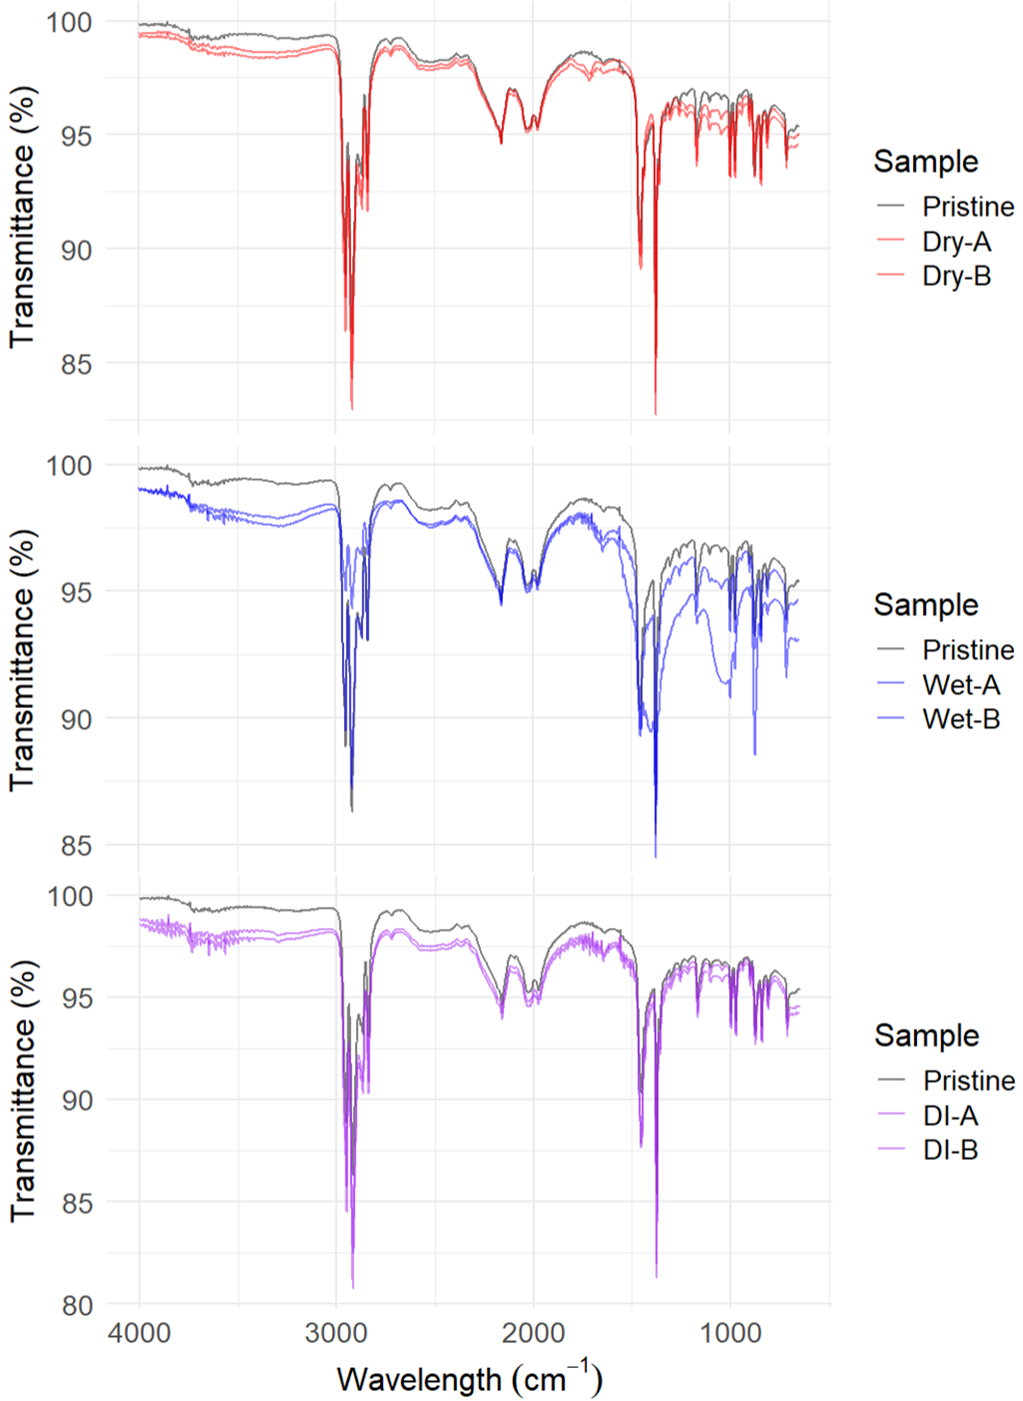 100
95
90
85
Transmittance (%)
Sample
Pristine
Dry-A
Dry-B
100
95
90
85
Transmittance (%)
Sample
Pristine
Wet-A
Wet-B
100
95
90
85
80
Transmittance (%)
Sample
Pristine
DI-A
DI-B
4000 3000 2000 1000
Wavelength (cm⁻¹)